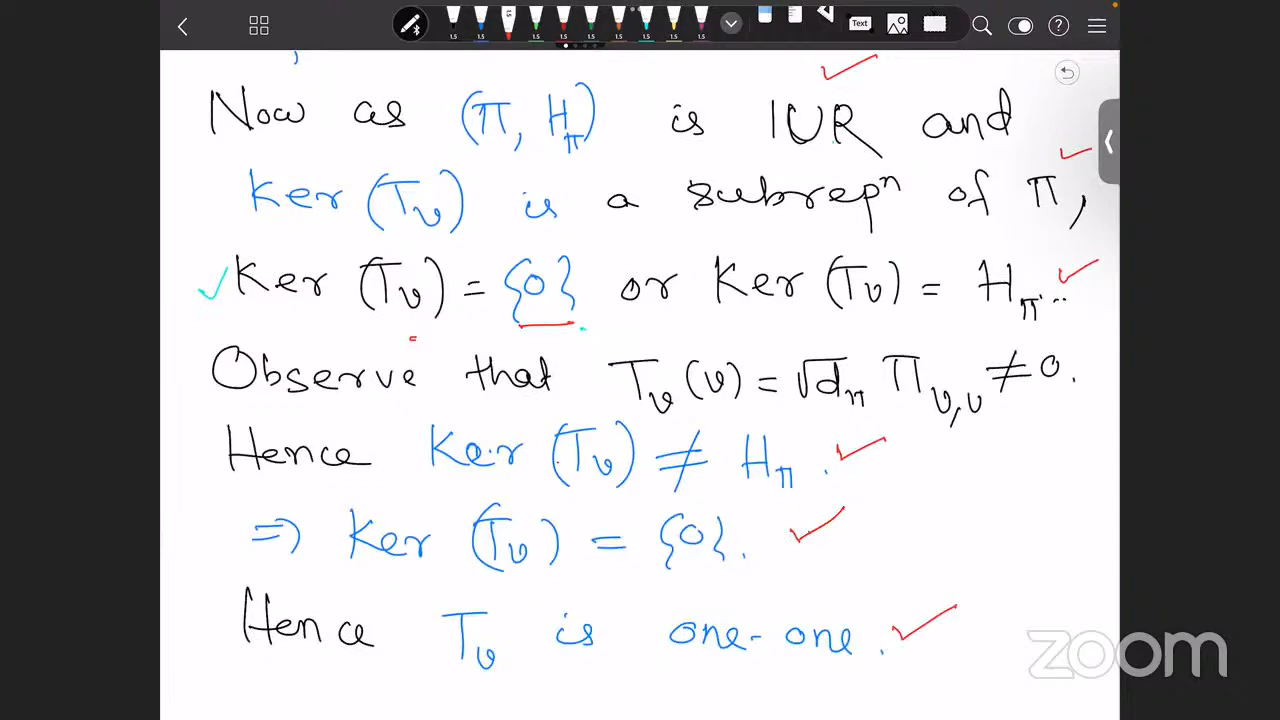 Now as (π, H_π) is IUR and
Ker (T_v) is a subrepⁿ of π,
Ker (T_v) = {0} or Ker (T_v) = H_π.
Observe that T_v (v) = √d_π π_{v,v} ≠ 0.
Hence Ker (T_v) ≠ H_π.
⇒ Ker (T_v) = {0}.
Hence T_v is one-one.
Text
zoom